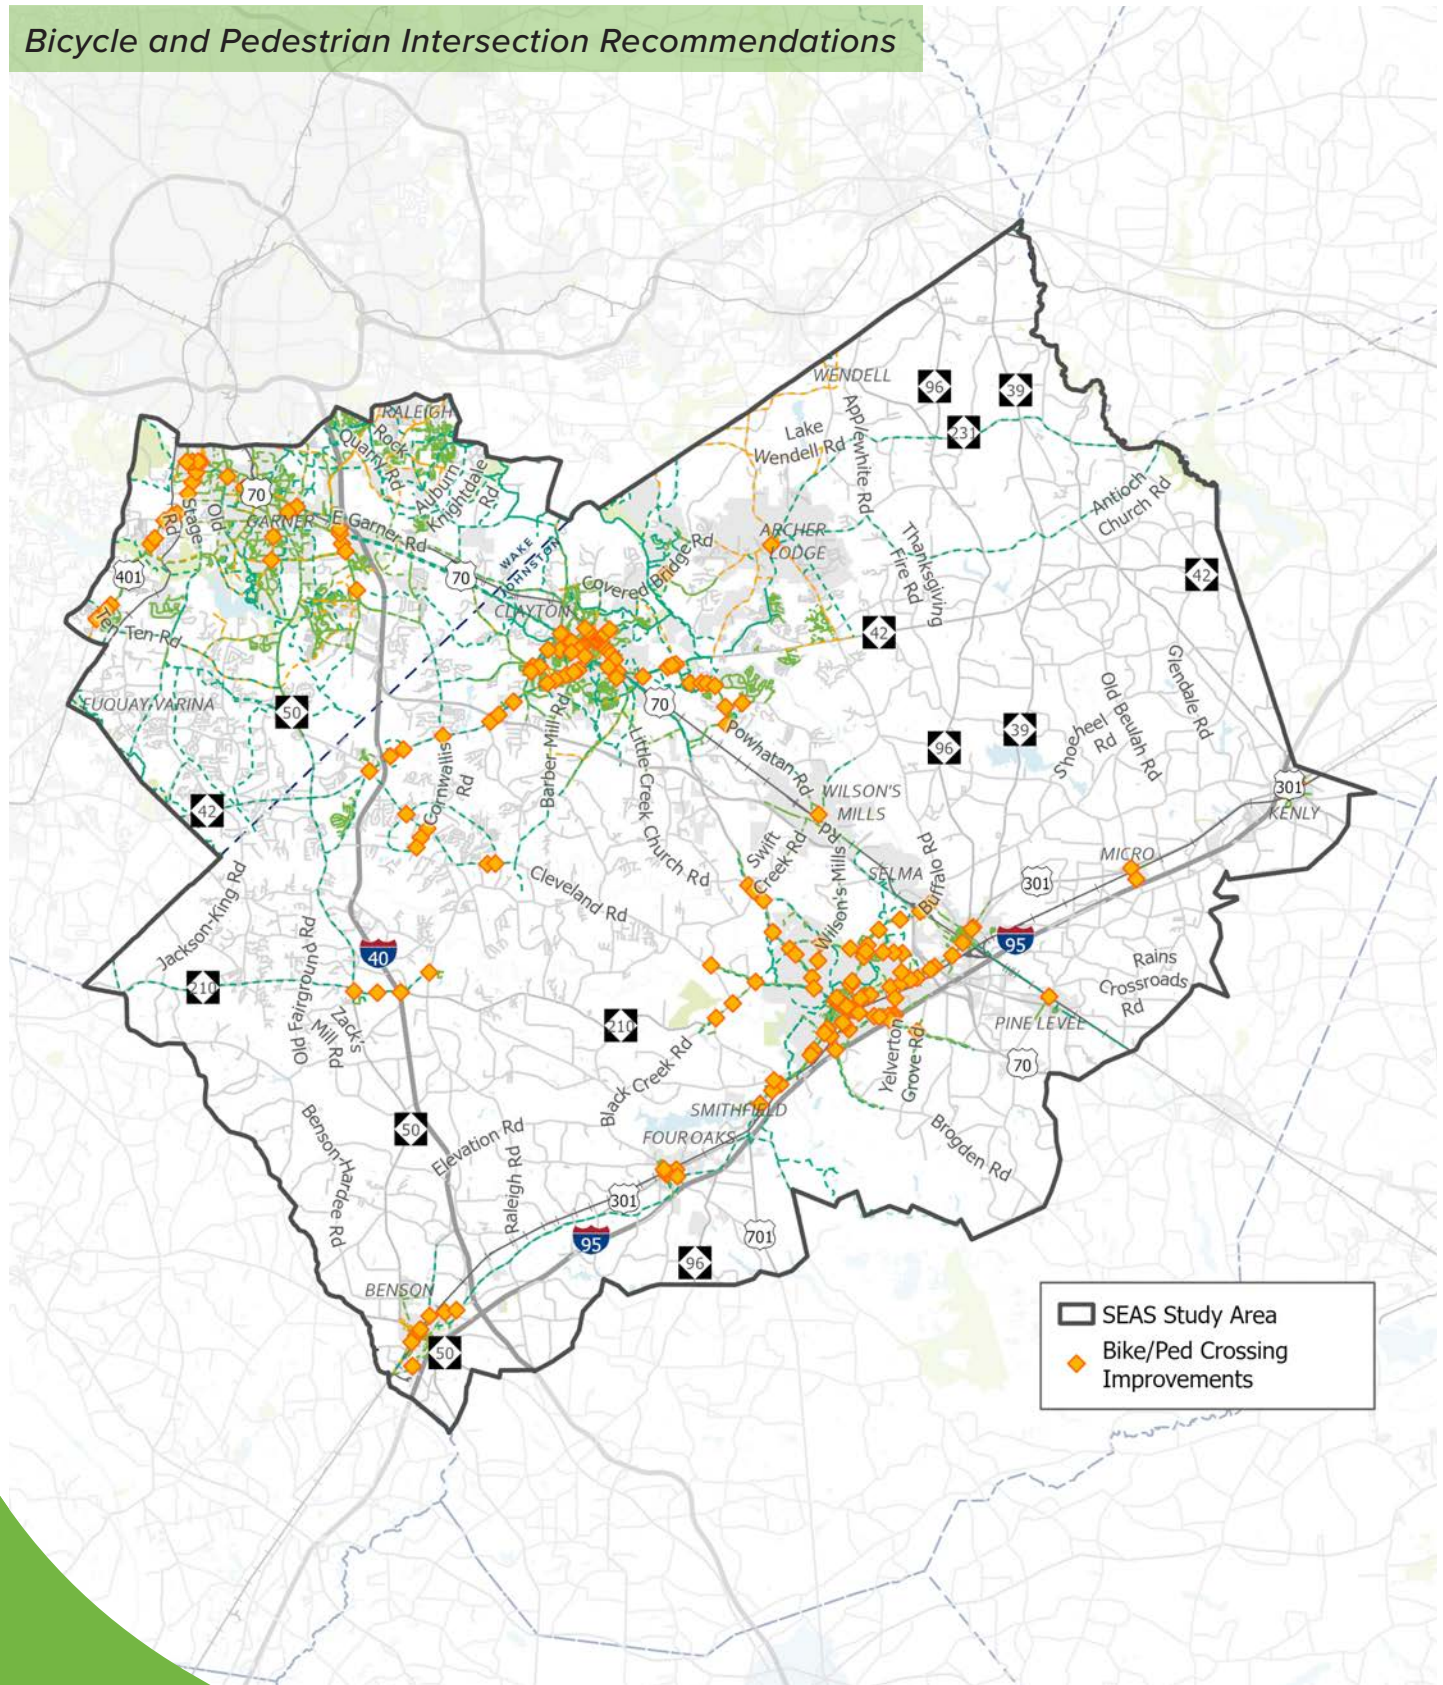 Bicycle and Pedestrian Intersection Recommendations
WENDELL
96
39
231
RALEIGH
Rock
Quarry Rd
Auburn
Knightdale
Rd
Lake
Wendell Rd
Applewhite Rd
Antioch
Church Rd
70
Old
Stage
Rd
GARNER
E Garner Rd
WAKE
JOHNSTON
ARCHER
LODGE
Covered Bridge Rd
Thanksgiving
Fire Rd
401
70
42
CLAYTON
Ten-Ten Rd
42
FUQUAY-VARINA
50
70
Glendale Rd
Old Beulah Rd
Shoeheel
Rd
39
96
Powhatan Rd
Barber Mill Rd
Cornwallis
Rd
Little Creek Church Rd
301
KENLY
42
WILSON'S
MILLS
Swift
Creek Rd
Wilson's Mills
Rd
SELMA
Buffalo Rd
MICRO
301
Cleveland Rd
Jackson-King Rd
Old Fairground Rd
40
95
Rains
Crossroads
Rd
210
Zack's
Mill Rd
210
PINE LEVEL
Yelverton
Grove Rd
70
Black Creek Rd
SMITHFIELD
FOUR OAKS
Brogden Rd
50
Elevation Rd
Benson-Hardee Rd
Raleigh Rd
301
95
701
96
BENSON
50
SEAS Study Area
Bike/Ped Crossing
Improvements